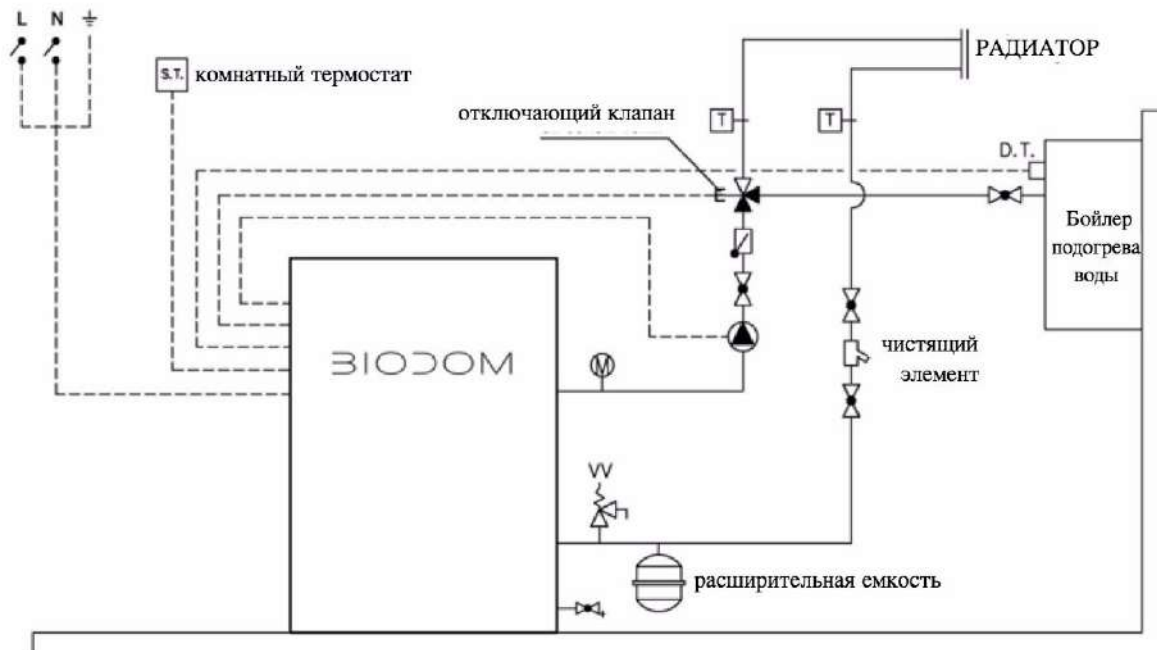 L N
S.T. комнатный термостат
РАДИАТОР
отключающий клапан
T T
D.T.
Бойлер
подогрева
воды
BIODOM
M
чистящий
элемент
VV
расширительная емкость